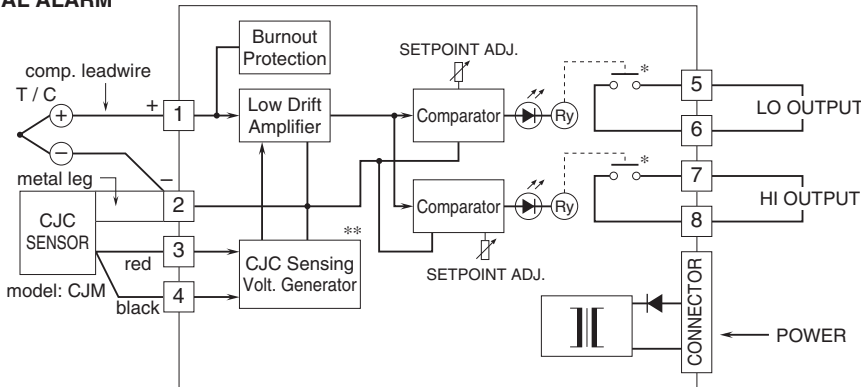 AL ALARM
Burnout
Protection
SETPOINT ADJ.
comp. leadwire
T / C
+
+
1
Low Drift
Amplifier
Comparator
Ry
*
5
6
LO OUTPUT
−
−
metal leg
2
CJC
SENSOR
Comparator
Ry
*
7
8
HI OUTPUT
**
3
red
CJC Sensing
Volt. Generator
SETPOINT ADJ.
model: CJM
4
black
CONNECTOR
POWER